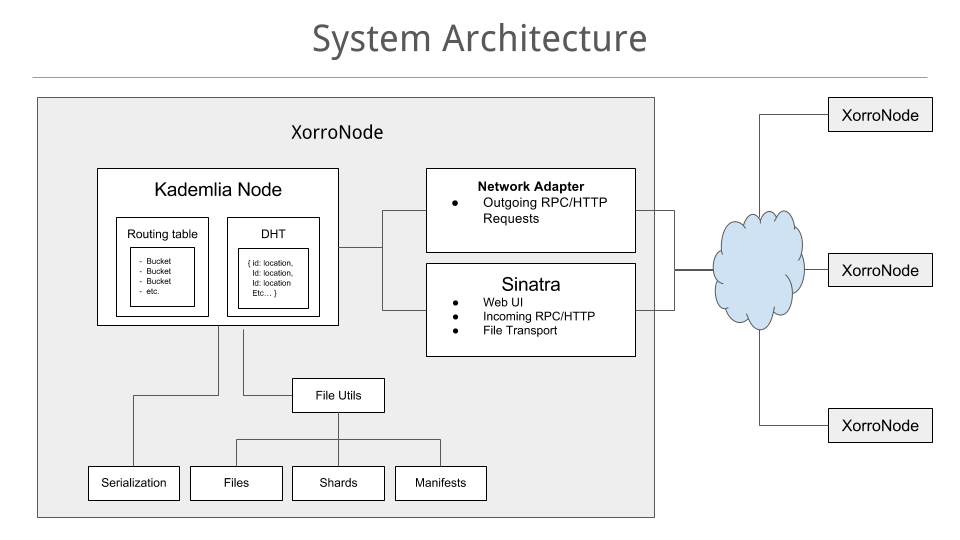 System Architecture
XorroNode
Kademlia Node
Routing table
- Bucket
- Bucket
- Bucket
- etc.
DHT
{ id: location,
Id: location,
Id: location
Etc... }
Network Adapter
● Outgoing RPC/HTTP
Requests
Sinatra
● Web UI
● Incoming RPC/HTTP
● File Transport
File Utils
Serialization
Files
Shards
Manifests
XorroNode
XorroNode
XorroNode